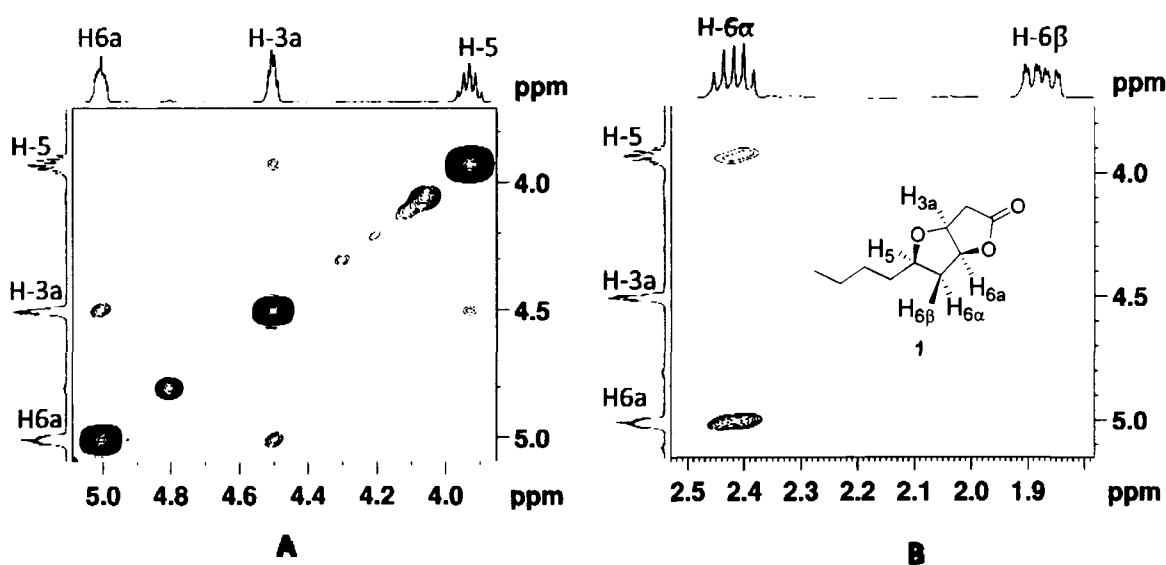 H6a
H-3a
H-5
ppm
H-5
4.0
H-3a
4.5
H6a
5.0
5.0 4.8 4.6 4.4 4.2 4.0 ppm
A
H-6α
H-6β
ppm
H-5
4.0
H3a
O
O
O
H5
H6a
H6β
H6α
1
H-3a
4.5
H6a
5.0
2.5 2.4 2.3 2.2 2.1 2.0 1.9 ppm
B